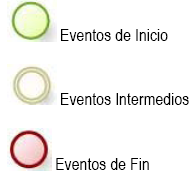 Eventos de Inicio
Eventos Intermedios
Eventos de Fin